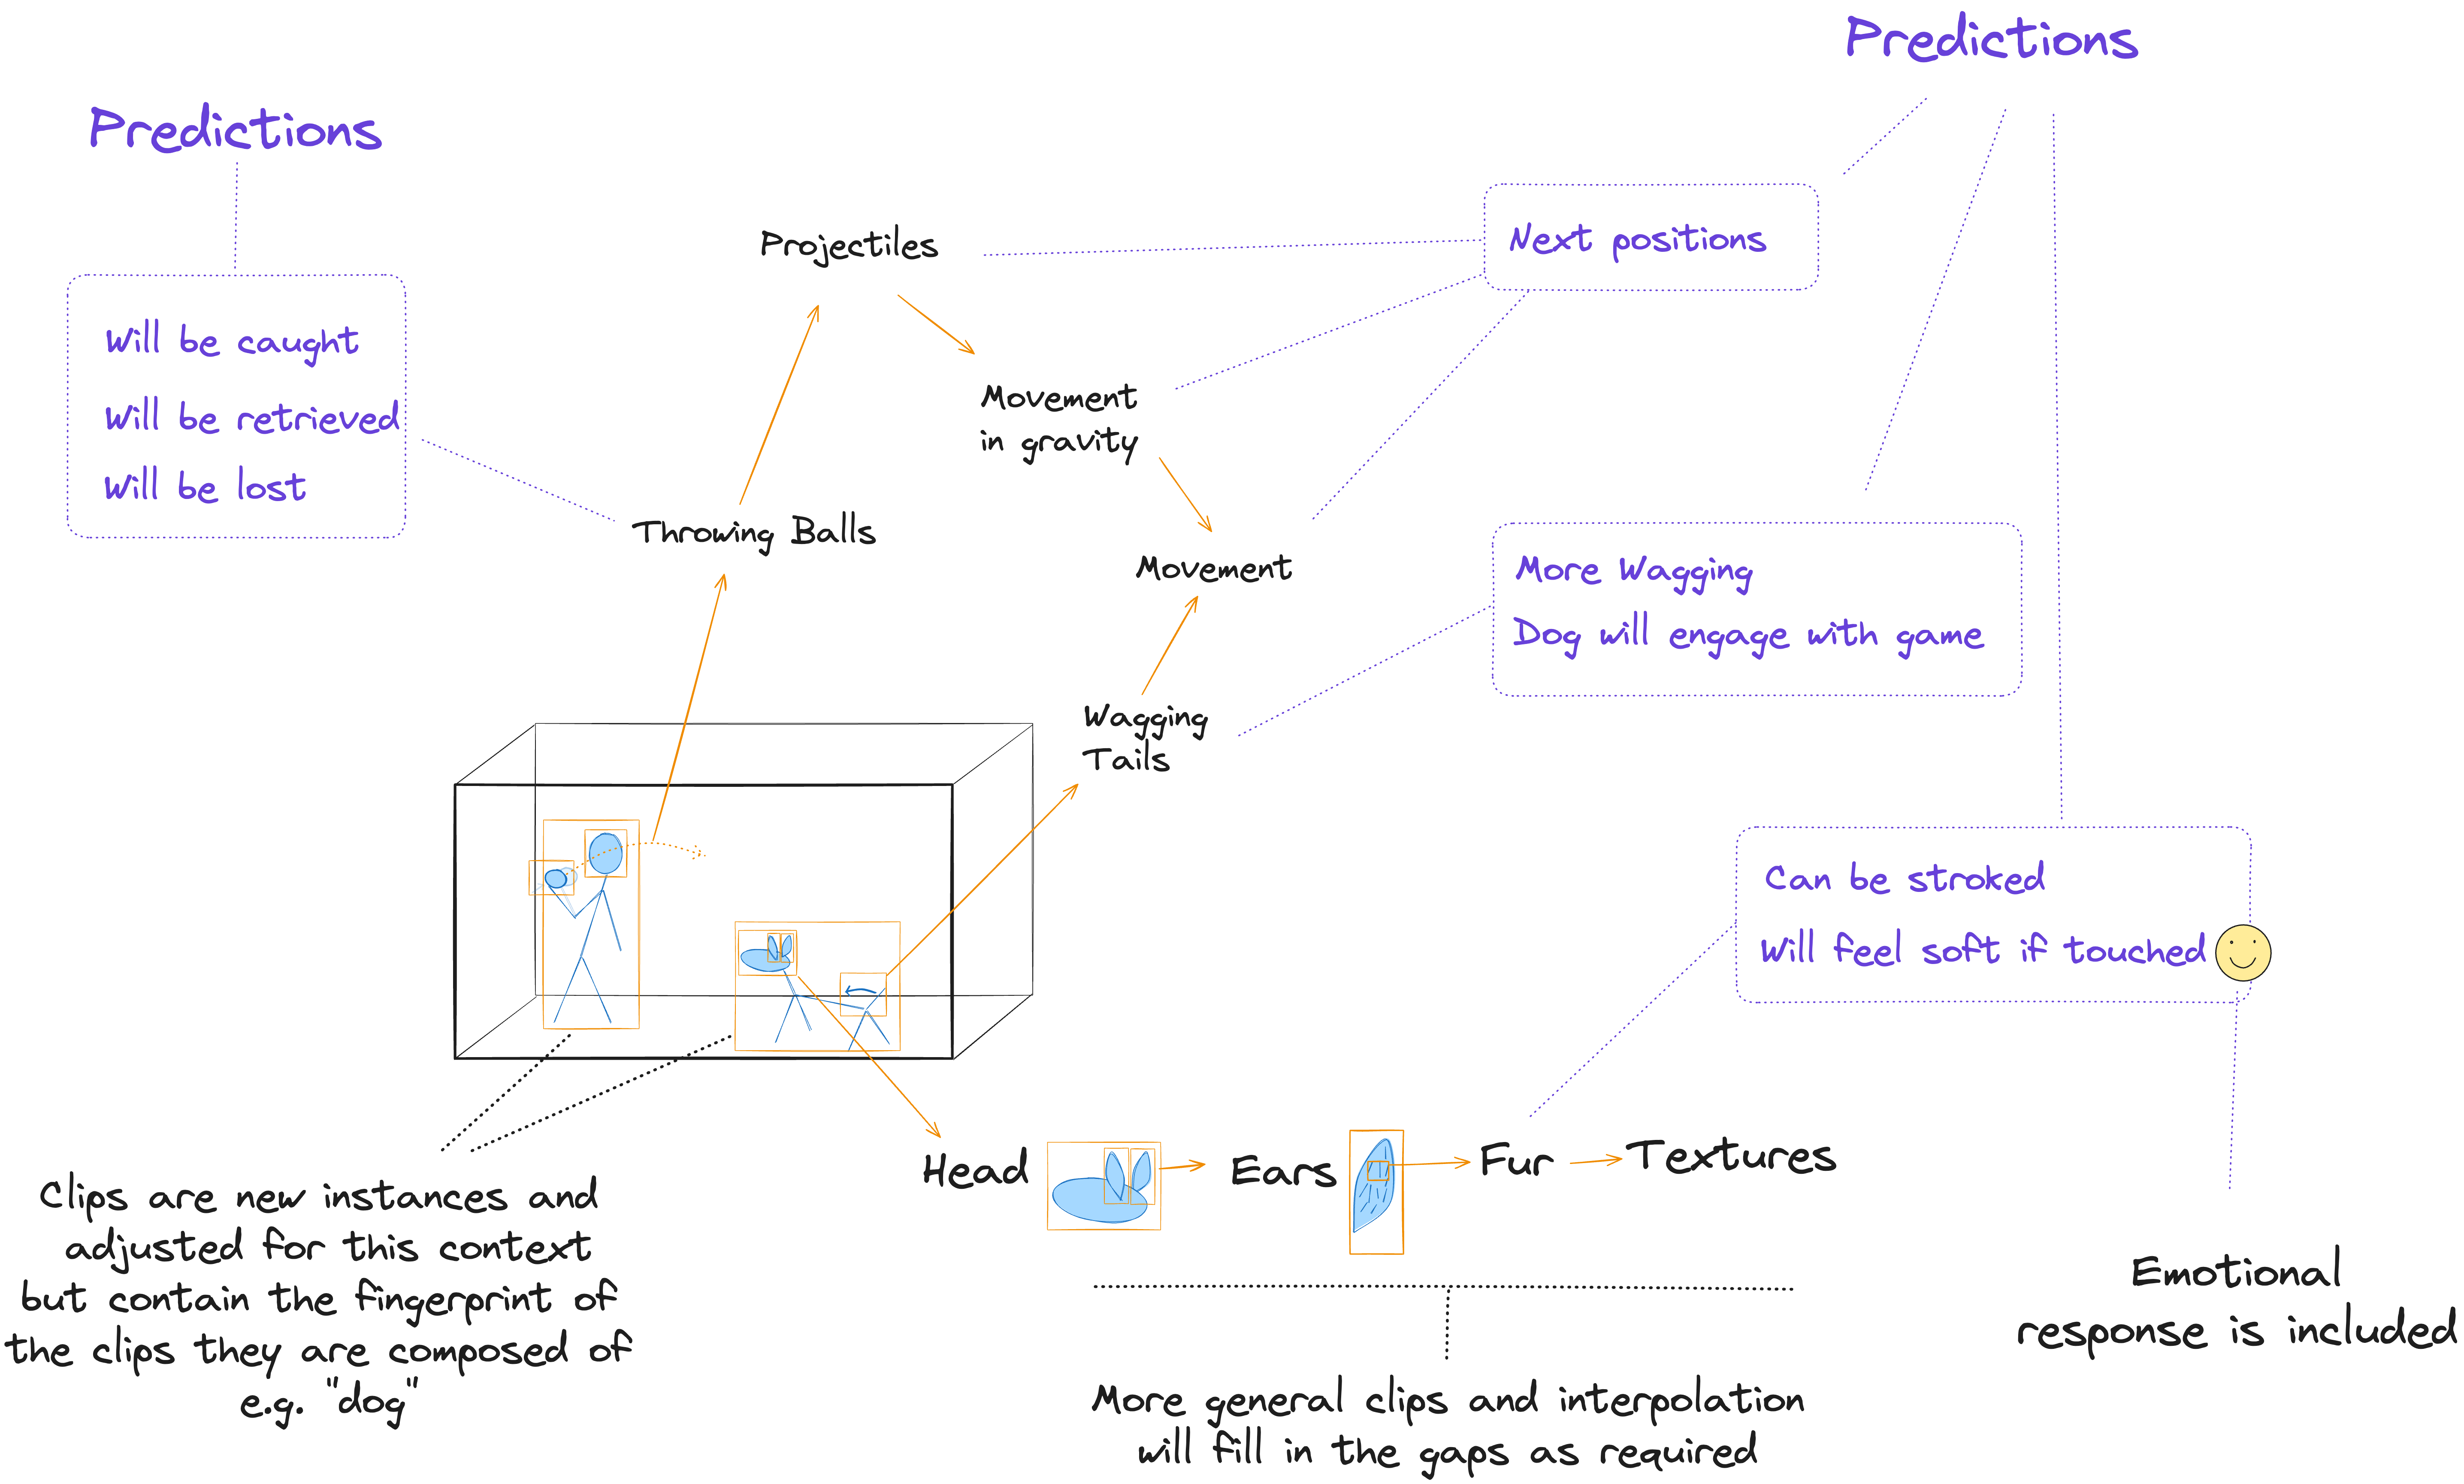 Predictions
Predictions
Will be caught
Will be retrieved
Will be lost
Projectiles
Next positions
Movement
in gravity
Throwing Balls
Movement
More Wagging
Dog will engage with game
Wagging
Tails
Can be stroked
Will feel soft if touched
Head
Ears
Fur
Textures
Clips are new instances and
adjusted for this context
but contain the fingerprint of
the clips they are composed of
e.g. "dog"
More general clips and interpolation
will fill in the gaps as required
Emotional
response is included